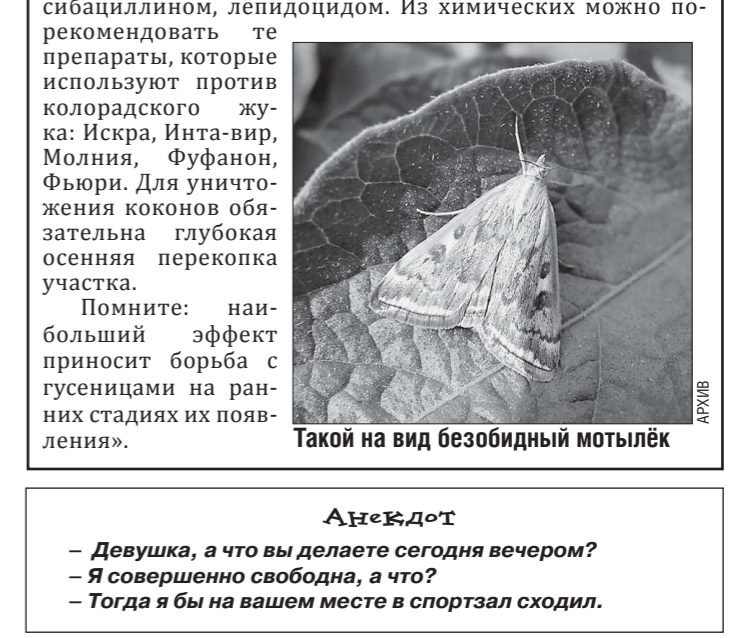 сибациллином, лепидоцидом. Из химических можно по-
рекомендовать те
препараты, которые
используют против
колорадского жу-
ка: Искра, Инта-вир,
Молния, Фуфанон,
Фьюри. Для уничто-
жения коконов обя-
зательна глубокая
осенняя перекопка
участка.
Помните: наи-
больший эффект
приносит борьба с
гусеницами на ран-
них стадиях их появ-
ления».
АРХИВ
Такой на вид безобидный мотылёк
Анекдот
– Девушка, а что вы делаете сегодня вечером?
– Я совершенно свободна, а что?
– Тогда я бы на вашем месте в спортзал сходил.